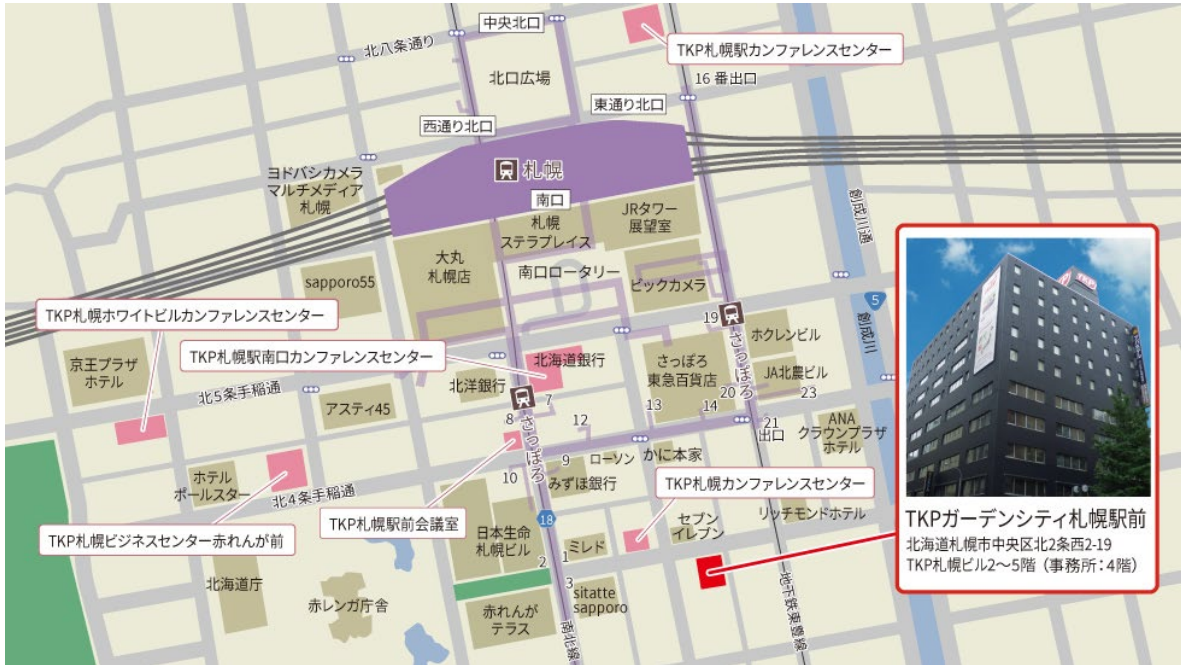 中央北口
北八条通り
TKP札幌駅カンファレンスセンター
北口広場
16 番出口
東通り北口
西通り北口
札幌
ヨドバシカメラ
マルチメディア
札幌
南口
JRタワー
展望室
札幌
ステラプレイス
創成川通
大丸
札幌店
南口ロータリー
sapporo55
ビックカメラ
5
TKP札幌ホワイトビルカンファレンスセンター
19
さっぽろ
ホクレンビル
創成川
TKP札幌駅南口カンファレンスセンター
北海道銀行
京王プラザ
ホテル
さっぽろ
東急百貨店
JA北農ビル
北洋銀行
北5条手稲通
アスティ45
7
8
12
13
14
20
23
21
出口
さっぽろ
ANA
クラウンプラザ
ホテル
9
ローソン
かに本家
10
みずほ銀行
TKP札幌カンファレンスセンター
ホテル
ポールスター
北4条手稲通
TKP札幌駅前会議室
18
セブン
イレブン
リッチモンドホテル
TKP札幌ビジネスセンター赤れんが前
日本生命
札幌ビル
ミレド
2
1
3
北海道庁
赤レンガ庁舎
赤れんが
テラス
sitatte
sapporo
南北線
地下鉄東豊線
TKP
TKPガーデンシティ札幌駅前
北海道札幌市中央区北2条西2-19
TKP札幌ビル2～5階（事務所：4階）